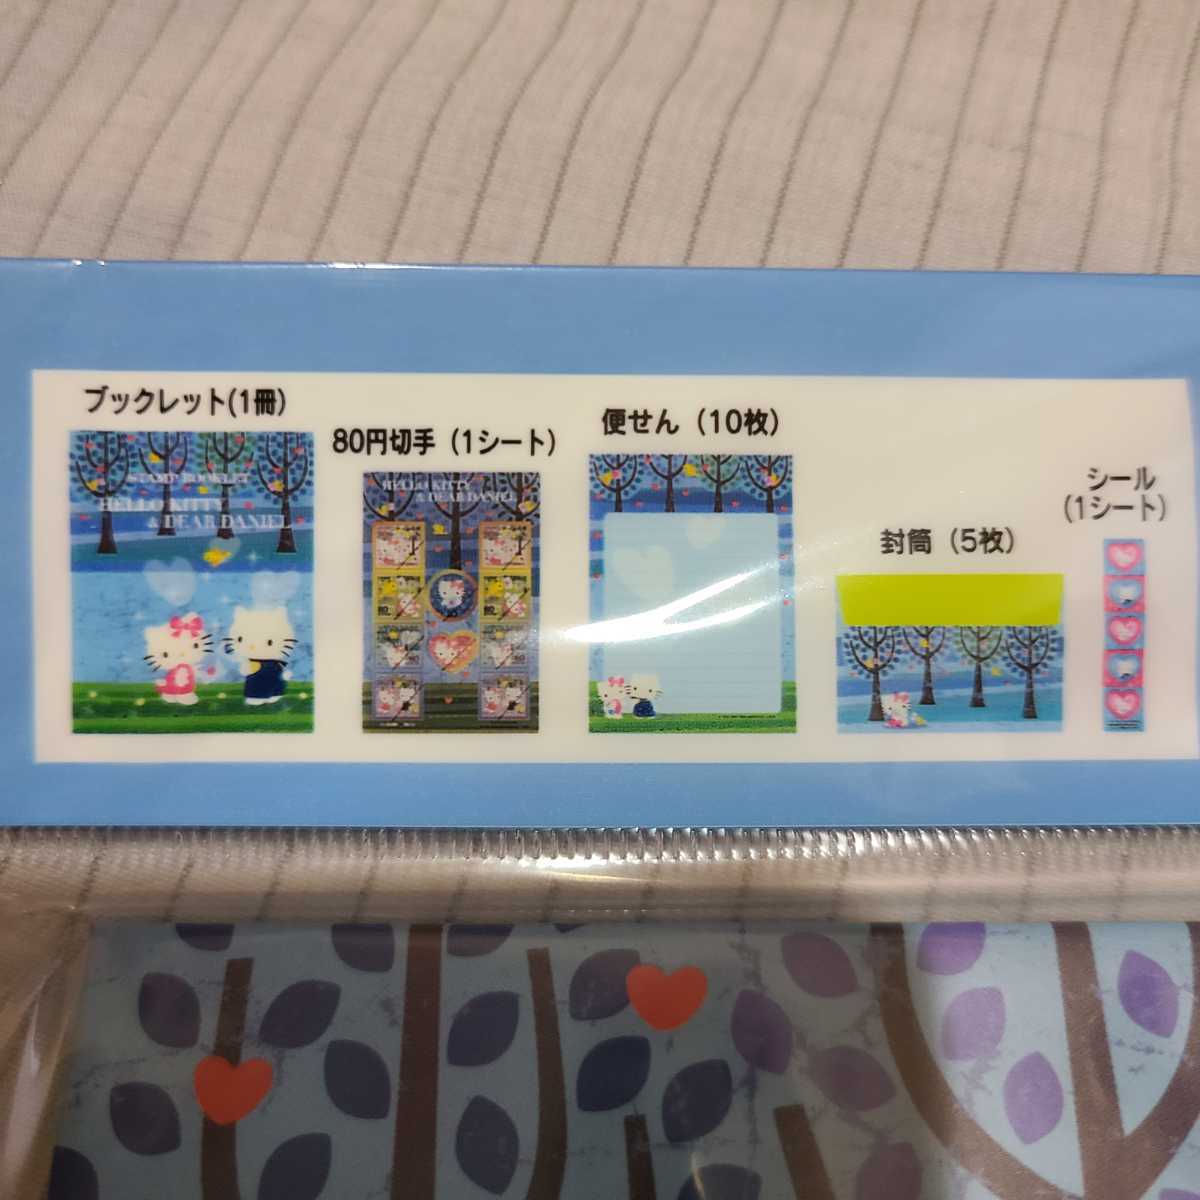 ブックレット(1冊)
STAMP BOOKLET
HELLO KITTY
& DEAR DANIEL
80円切手 (1シート)
HELLO KITTY
& DEAR DANIEL
便せん (10枚)
封筒 (5枚)
シール
(1シート)